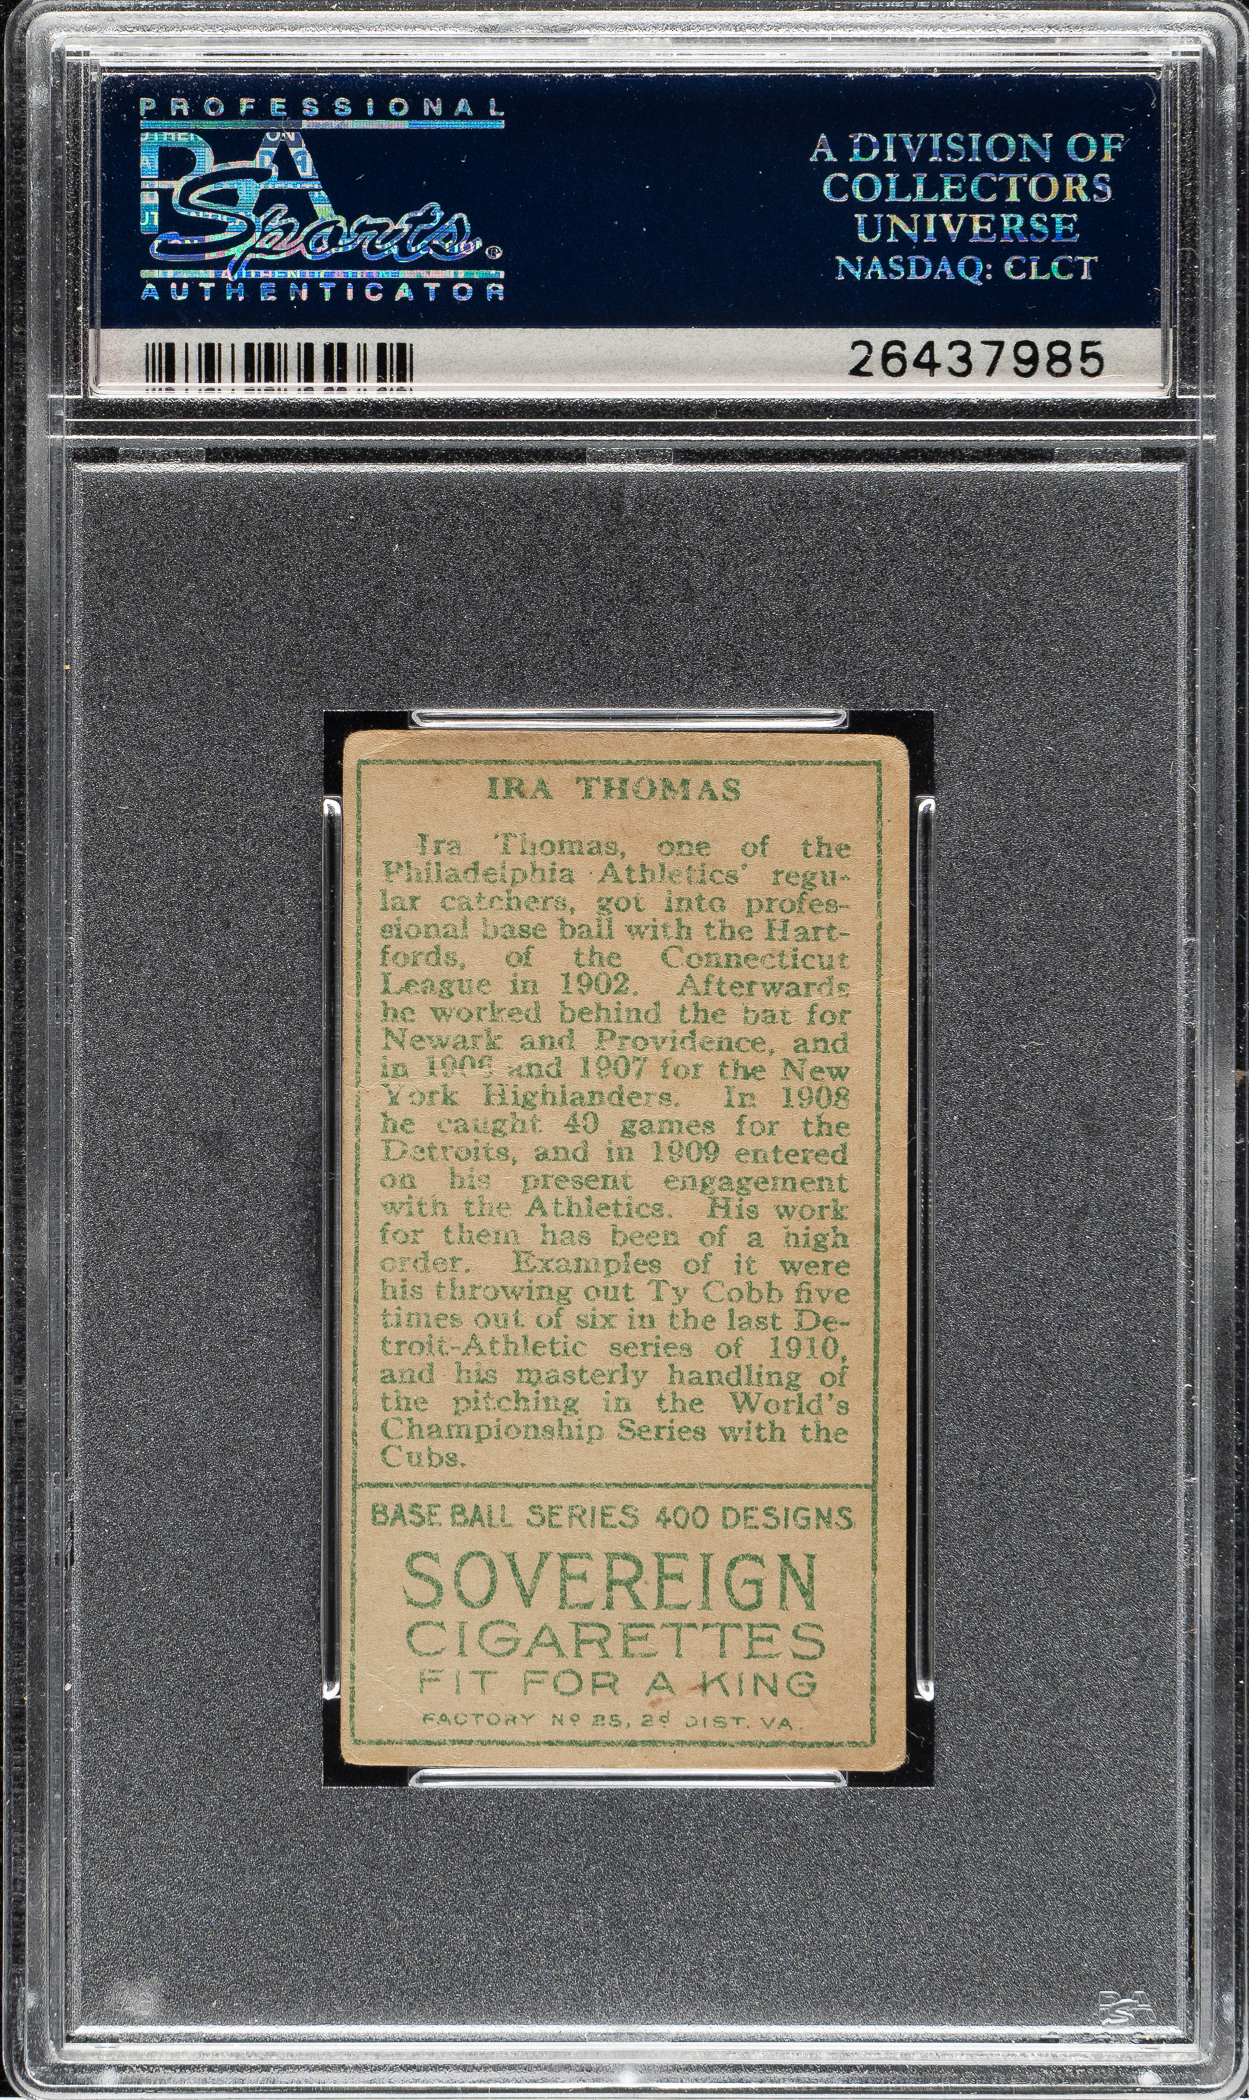 PROFESSIONAL
PSA
Sports®
AUTHENTICATOR
A DIVISION OF
COLLECTORS
UNIVERSE
NASDAQ: CLCT
26437985
IRA THOMAS
Ira Thomas, one of the
Philadelphia Athletics' regu-
lar catchers, got into profes-
sional base ball with the Hart-
fords, of the Connecticut
League in 1902. Afterwards
he worked behind the bat for
Newark and Providence, and
in 1906 and 1907 for the New
York Highlanders. In 1908
he caught 40 games for the
Detroits, and in 1909 entered
on his present engagement
with the Athletics. His work
for them has been of a high
order. Examples of it were
his throwing out Ty Cobb five
times out of six in the last De-
troit-Athletic series of 1910,
and his masterly handling of
the pitching in the World's
Championship Series with the
Cubs.
BASE BALL SERIES 400 DESIGNS
SOVEREIGN
CIGARETTES
FIT FOR A KING
FACTORY Nº 25, 2d DIST. VA.
PSA